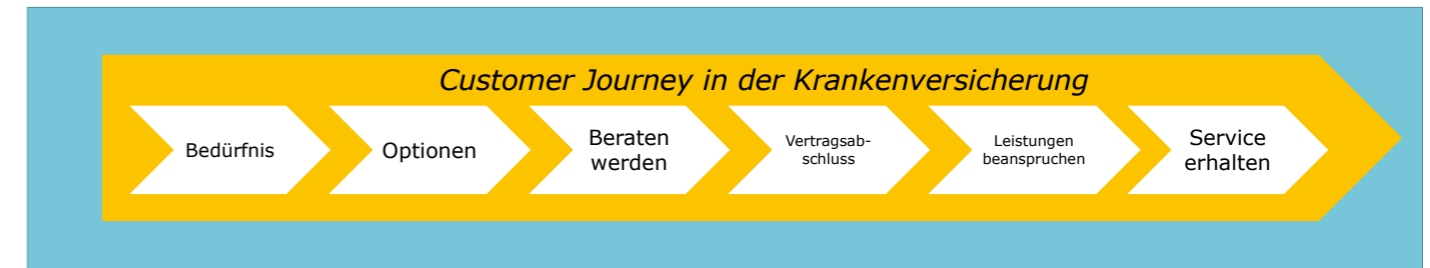 Customer Journey in der Krankenversicherung
Bedürfnis
Optionen
Beraten
werden
Vertragsab-
schluss
Leistungen
beanspruchen
Service
erhalten